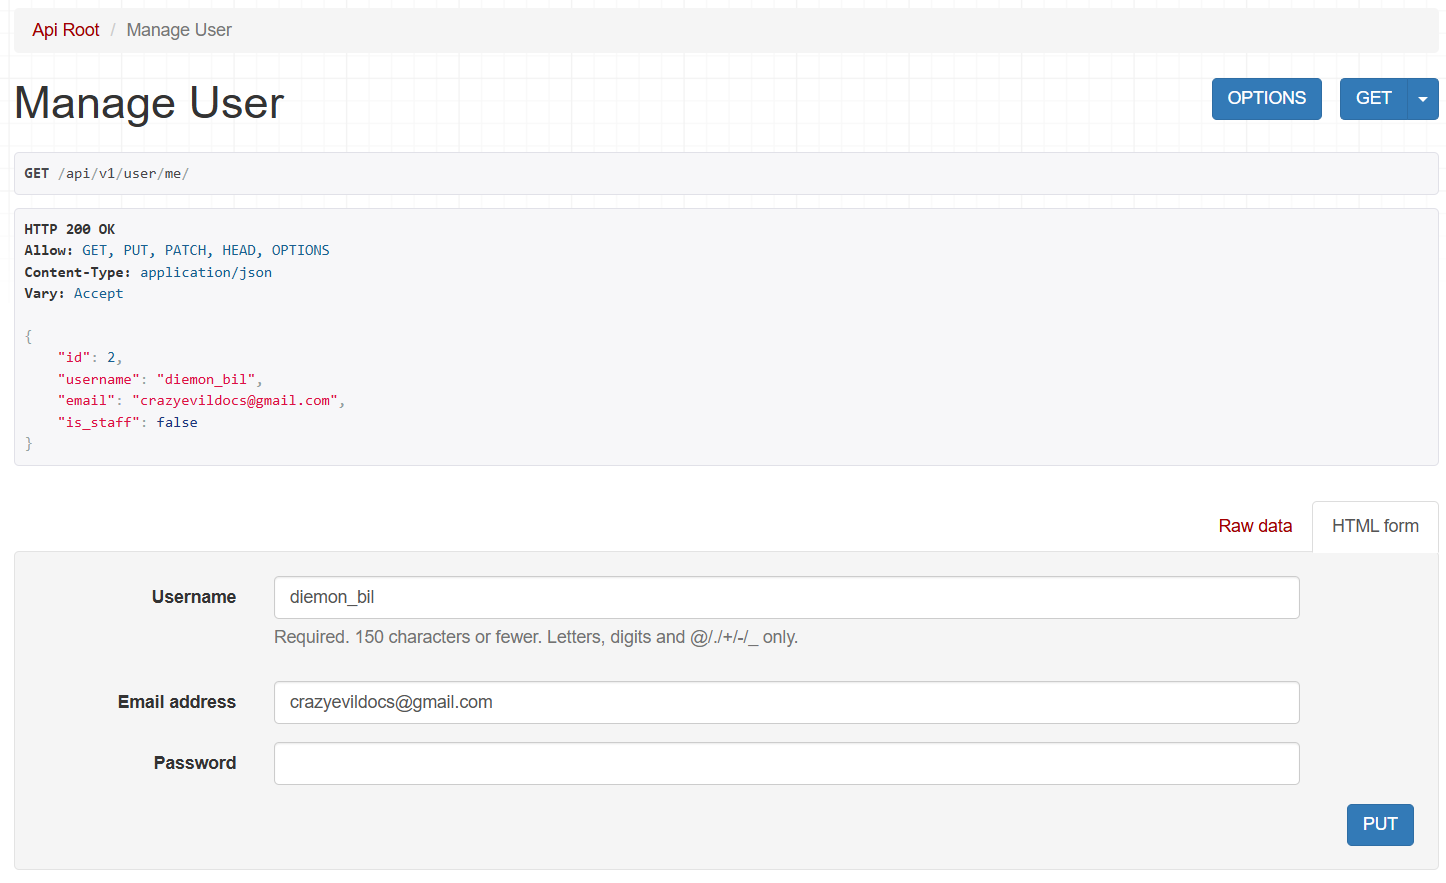 Api Root / Manage User
Manage User
OPTIONS
GET
GET /api/v1/user/me/
HTTP 200 OK
Allow: GET, PUT, PATCH, HEAD, OPTIONS
Content-Type: application/json
Vary: Accept
{
    "id": 2,
    "username": "diemon_bil",
    "email": "crazyevildocs@gmail.com",
    "is_staff": false
}
Raw data
HTML form
Username
diemon_bil
Required. 150 characters or fewer. Letters, digits and @/./+/-/_ only.
Email address
crazyevildocs@gmail.com
Password
PUT